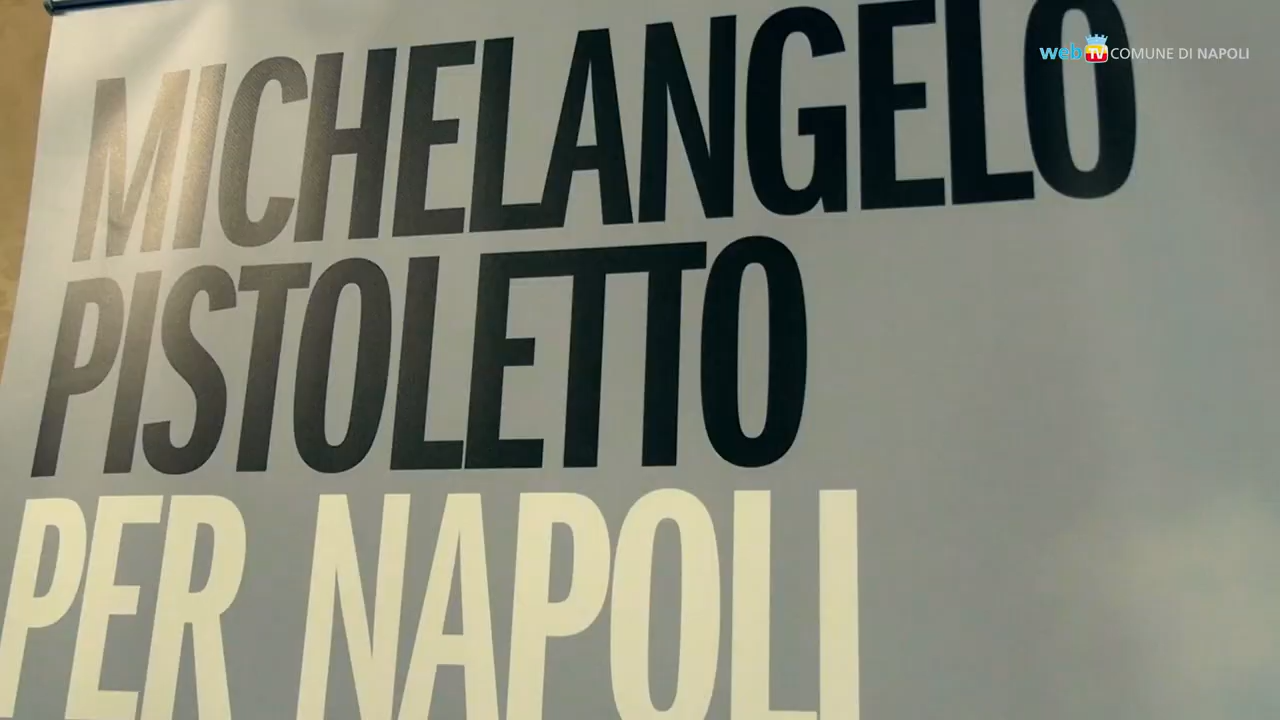 web TV COMUNE DI NAPOLI
MICHELANGELO
PISTOLETTO
PER NAPOLI